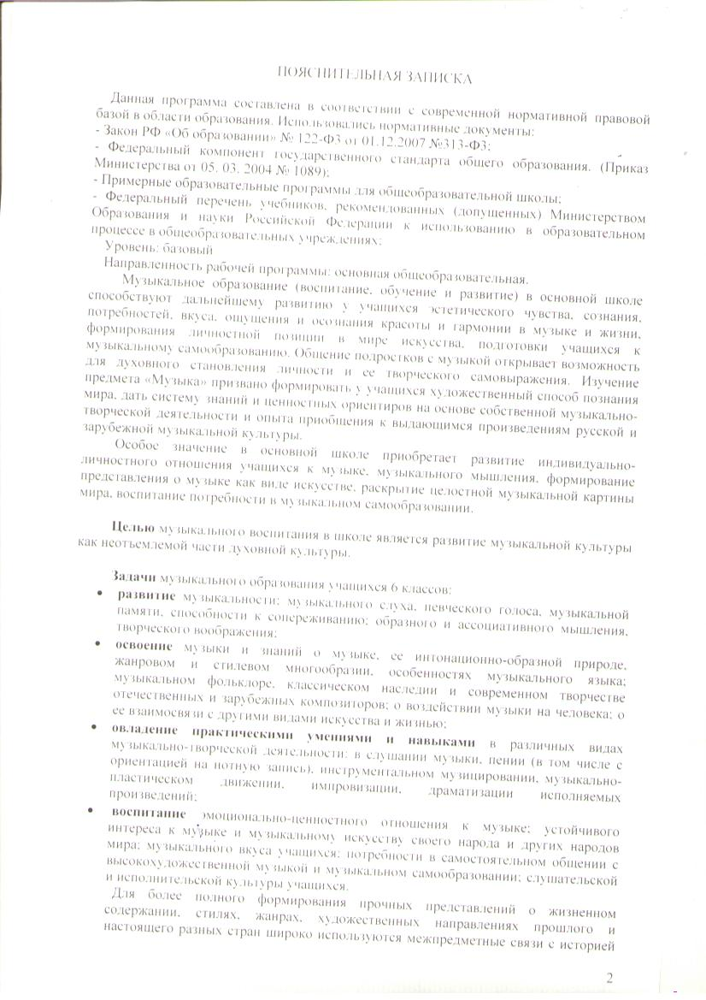 ПОЯСНИТЕЛЬНАЯ ЗАПИСКА
Данная программа составлена в соответствии с современной нормативной правовой
базой в области образования. Использовались нормативные документы:
- Закон РФ «Об образовании» № 122-ФЗ от 01.12.2007 №313-ФЗ;
- Федеральный компонент государственного стандарта общего образования. (Приказ
Министерства от 05. 03. 2004 № 1089);
- Примерные образовательные программы для общеобразовательной школы;
- Федеральный перечень учебников, рекомендованных (допущенных) Министерством
Образования и науки Российской Федерации к использованию в образовательном
процессе в общеобразовательных учреждениях;
Уровень: базовый
Направленность рабочей программы: основная общеобразовательная.
Музыкальное образование (воспитание, обучение и развитие) в основной школе
способствуют дальнейшему развитию у учащихся эстетического чувства, сознания,
потребностей, вкуса, ощущения и осознания красоты и гармонии в музыке и жизни,
формирования личностной позиции в мире искусства, подготовки учащихся к
музыкальному самообразованию. Общение подростков с музыкой открывает возможность
для духовного становления личности и ее творческого самовыражения. Изучение
предмета «Музыка» призвано формировать у учащихся художественный способ познания
мира, дать систему знаний и ценностных ориентиров на основе собственной музыкально-
творческой деятельности и опыта приобщения к выдающимся произведениям русской и
зарубежной музыкальной культуры.
Особое значение в основной школе приобретает развитие индивидуально-
личностного отношения учащихся к музыке, музыкального мышления, формирование
представления о музыке как виде искусстве, раскрытие целостной музыкальной картины
мира, воспитание потребности в музыкальном самообразовании.
Целью музыкального воспитания в школе является развитие музыкальной культуры
как неотъемлемой части духовной культуры.
Задачи музыкального образования учащихся 6 классов:
• развитие музыкальности; музыкального слуха, певческого голоса, музыкальной
памяти, способности к сопереживанию; образного и ассоциативного мышления,
творческого воображения;
• освоение музыки и знаний о музыке, ее интонационно-образной природе,
жанровом и стилевом многообразии, особенностях музыкального языка;
музыкальном фольклоре, классическом наследии и современном творчестве
отечественных и зарубежных композиторов; о воздействии музыки на человека; о
ее взаимосвязи с другими видами искусства и жизнью;
• овладение практическими умениями и навыками в различных видах
музыкально-творческой деятельности: в слушании музыки, пении (в том числе с
ориентацией на нотную запись), инструментальном музицировании, музыкально-
пластическом движении, импровизации, драматизации исполняемых
произведений;
• воспитание эмоционально-ценностного отношения к музыке; устойчивого
интереса к музыке и музыкальному искусству своего народа и других народов
мира; музыкального вкуса учащихся; потребности в самостоятельном общении с
высокохудожественной музыкой и музыкальном самообразовании; слушательской
и исполнительской культуры учащихся.
Для более полного формирования прочных представлений о жизненном
содержании, стилях, жанрах, художественных направлениях прошлого и
настоящего разных стран широко используются межпредметные связи с историей
2